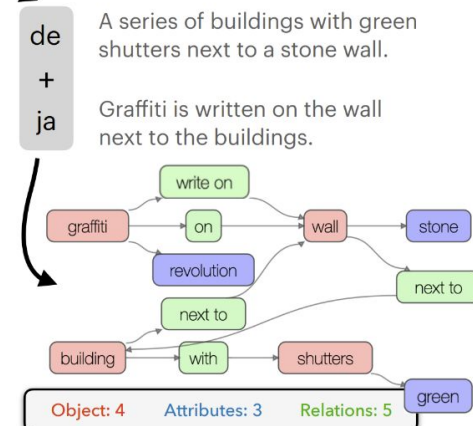 de
+
ja
A series of buildings with green
shutters next to a stone wall.
Graffiti is written on the wall
next to the buildings.
write on
graffiti
on
wall
stone
revolution
next to
next to
building
with
shutters
green
Object: 4 Attributes: 3 Relations: 5